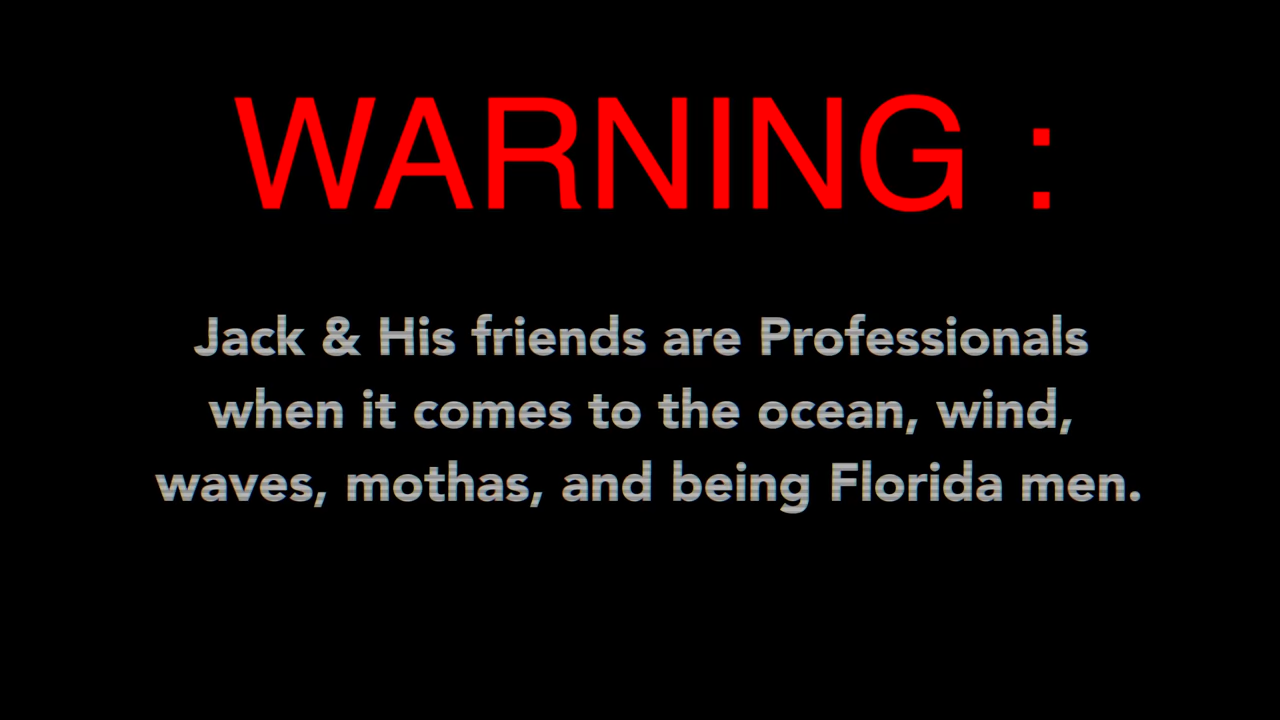 WARNING :
Jack & His friends are Professionals
when it comes to the ocean, wind,
waves, mothas, and being Florida men.